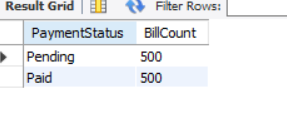 Result Grid Filter Rows:
PaymentStatus BillCount
Pending 500
Paid 500